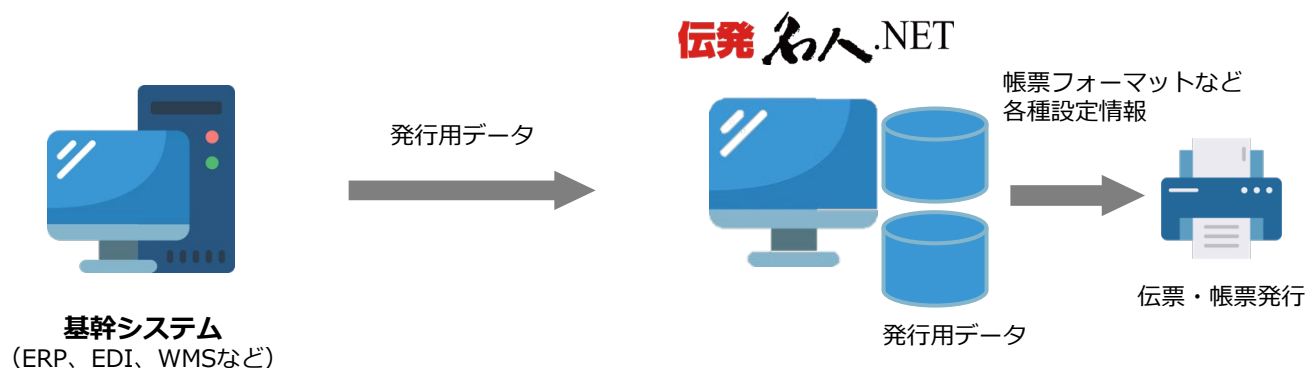 伝発名人.NET
帳票フォーマットなど
各種設定情報
発行用データ
伝票・帳票発行
発行用データ
基幹システム
（ERP、EDI、WMSなど）